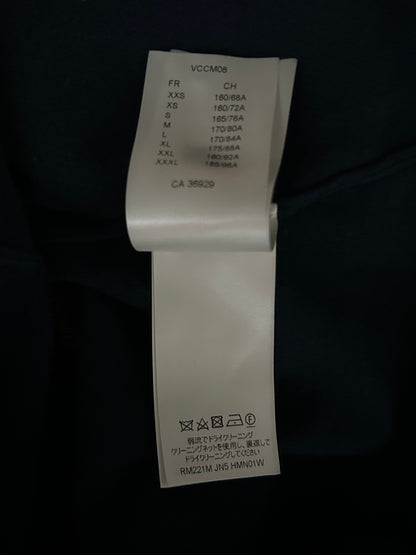 VCCM08
FR CH
XXS 160/68A
XS 160/72A
S 165/76A
M 170/80A
L 170/84A
XL 175/88A
XXL 180/92A
XXXL 185/96A
CA 36929
弱流でドライクリーニング
クリーニングネットを使用し、裏返して
ドライクリーニングしてください
RM221M JN5 HMN01W